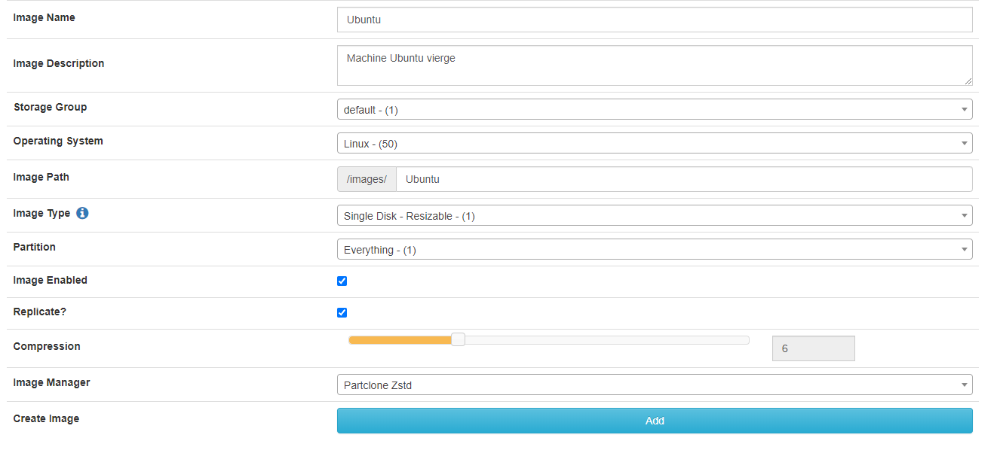 Image Name
Ubuntu
Image Description
Machine Ubuntu vierge
Storage Group
default - (1)
Operating System
Linux - (50)
Image Path
/images/ Ubuntu
Image Type i
Single Disk - Resizable - (1)
Partition
Everything - (1)
Image Enabled
Replicate?
Compression
6
Image Manager
Partclone Zstd
Create Image
Add